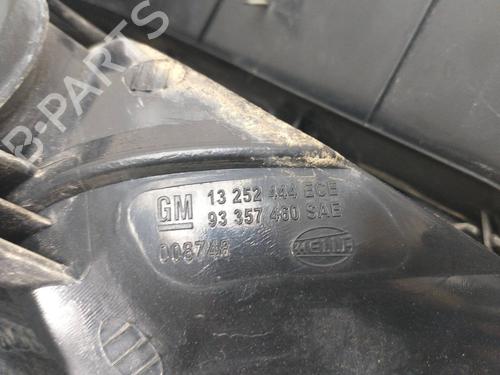 B-PARTS
GM 13 252 444 ECE
93 357 460 SAE
008748 HELLA